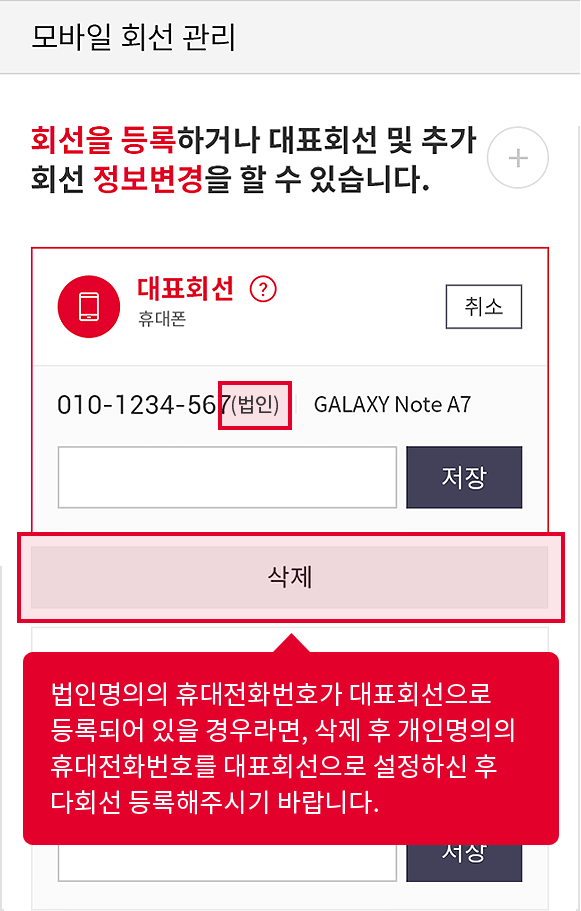 모바일 회선 관리
회선을 등록하거나 대표회선 및 추가
회선 정보변경을 할 수 있습니다.
대표회선 ?
휴대폰
취소
010-1234-567(법인) GALAXY Note A7
저장
삭제
법인명의의 휴대전화번호가 대표회선으로
등록되어 있을 경우라면, 삭제 후 개인명의의
휴대전화번호를 대표회선으로 설정하신 후
다회선 등록해주시기 바랍니다.
저장